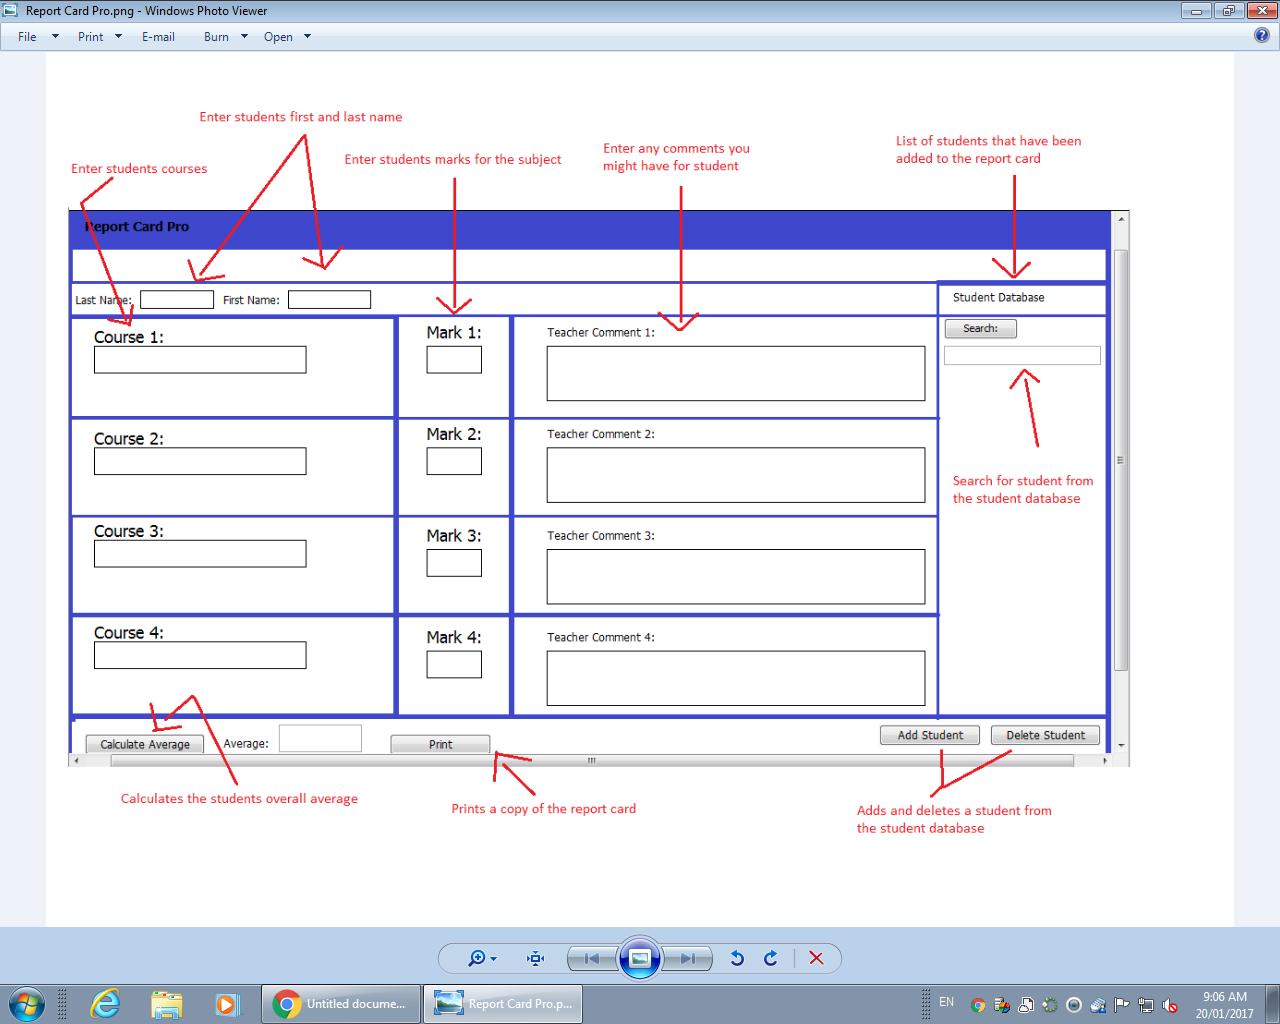 Report Card Pro.png - Windows Photo Viewer
File Print E-mail Burn Open
Enter students first and last name
Enter students courses
Enter students marks for the subject
Enter any comments you
might have for student
List of students that have been
added to the report card
Report Card Pro
Last Name: First Name:
Student Database
Course 1:
Mark 1:
Teacher Comment 1:
Search:
Course 2:
Mark 2:
Teacher Comment 2:
Search for student from
the student database
Course 3:
Mark 3:
Teacher Comment 3:
Course 4:
Mark 4:
Teacher Comment 4:
Calculate Average
Average:
Print
Add Student
Delete Student
Calculates the students overall average
Prints a copy of the report card
Adds and deletes a student from
the student database
Untitled docume...
Report Card Pro.p...
EN
9:06 AM
20/01/2017